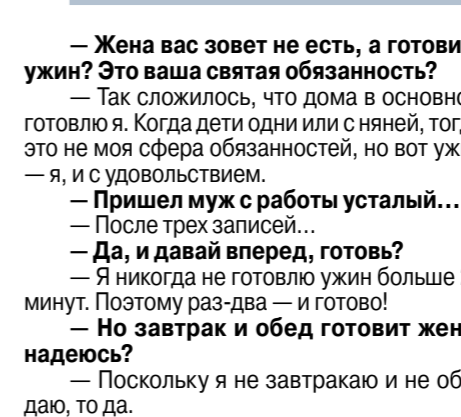 — Жена вас зовет не есть, а готови
ужин? Это ваша святая обязанность?
— Так сложилось, что дома в основно
готовлю я. Когда дети одни или с няней, тог
это не моя сфера обязанностей, но вот уж
— я, и с удовольствием.
— Пришел муж с работы усталый…
— После трех записей…
— Да, и давай вперед, готовь?
— Я никогда не готовлю ужин больше
минут. Поэтому раз-два — и готово!
— Но завтрак и обед готовит жен
надеюсь?
— Поскольку я не завтракаю и не об
даю, то да.